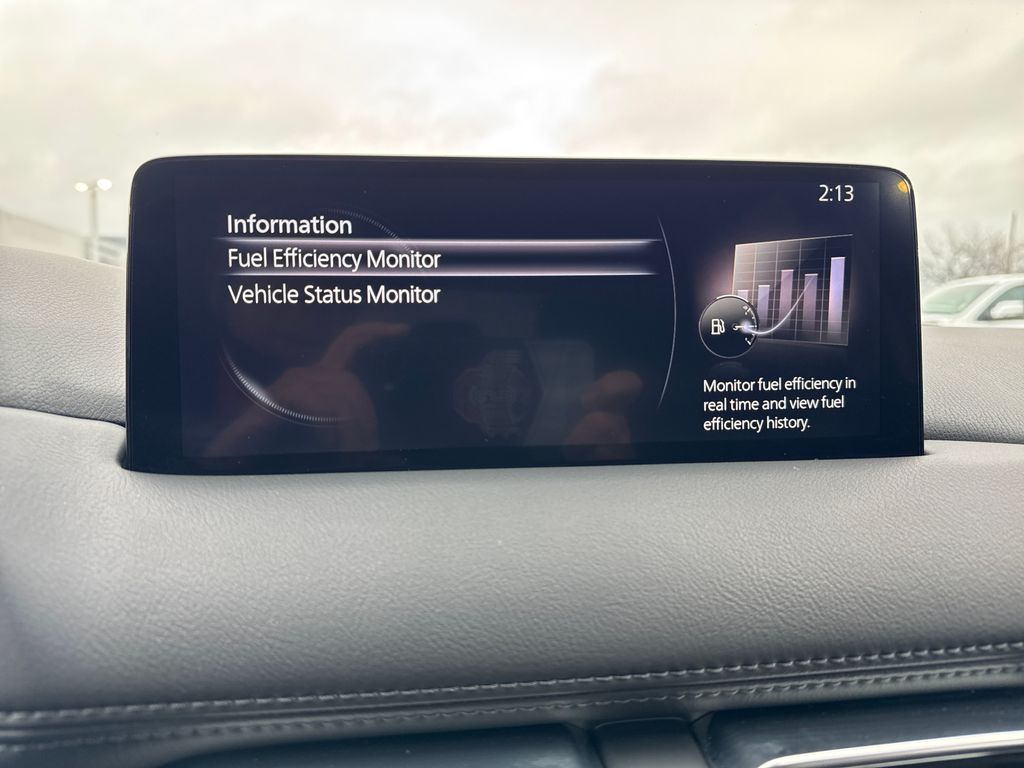 2:13
Information
Fuel Efficiency Monitor
Vehicle Status Monitor
Monitor fuel efficiency in
real time and view fuel
efficiency history.